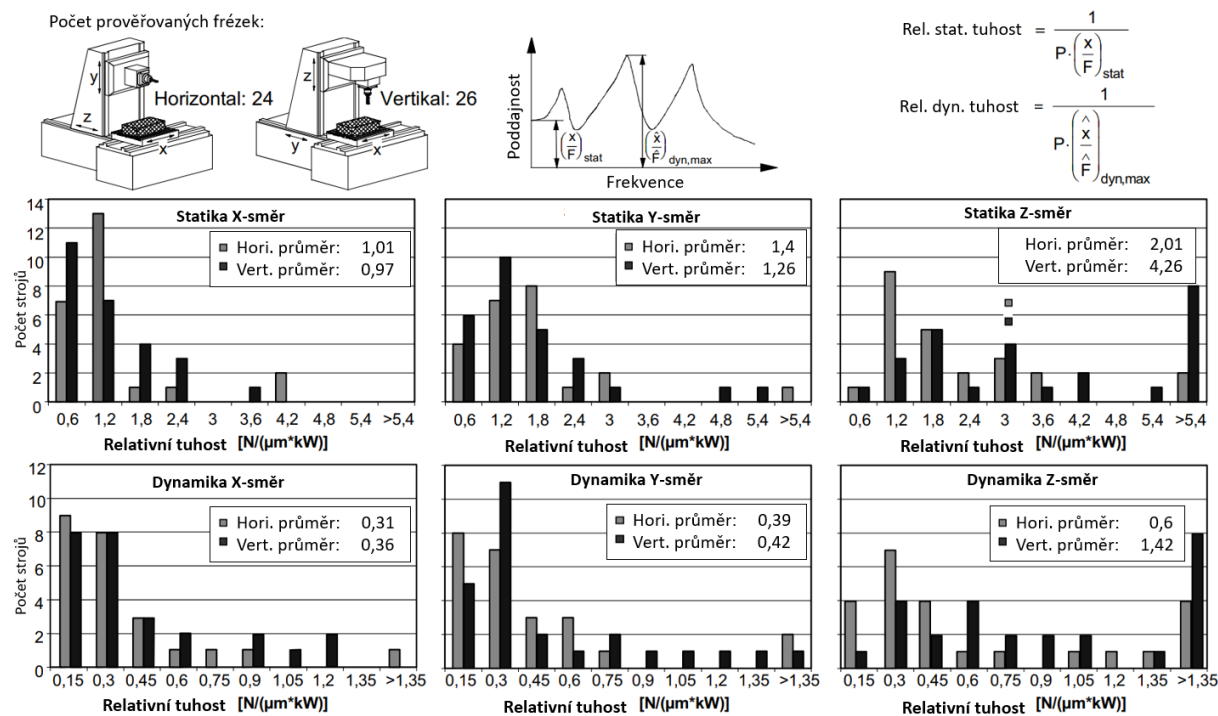 Počet prověřovaných frézek:
y
z
x
Horizontal: 24
z
y
x
Vertikal: 26
Poddajnost
(x/F)stat
(x̂/F̂)dyn,max
Frekvence
Rel. stat. tuhost = 1 / P·(x/F)stat
Rel. dyn. tuhost = 1 / P·(x̂/F̂)dyn,max
Statika X-směr
Hori. průměr: 1,01
Vert. průměr: 0,97
Počet strojů
14
12
10
8
6
4
2
0
0,6 1,2 1,8 2,4 3 3,6 4,2 4,8 5,4 >5,4
Relativní tuhost [N/(µm*kW)]
Statika Y-směr
Hori. průměr: 1,4
Vert. průměr: 1,26
0,6 1,2 1,8 2,4 3 3,6 4,2 4,8 5,4 >5,4
Relativní tuhost [N/(µm*kW)]
Statika Z-směr
Hori. průměr: 2,01
Vert. průměr: 4,26
0,6 1,2 1,8 2,4 3 3,6 4,2 4,8 5,4 >5,4
Relativní tuhost [N/(µm*kW)]
Dynamika X-směr
Hori. průměr: 0,31
Vert. průměr: 0,36
Počet strojů
12
10
8
6
4
2
0
0,15 0,3 0,45 0,6 0,75 0,9 1,05 1,2 1,35 >1,35
Relativní tuhost [N/(µm*kW)]
Dynamika Y-směr
Hori. průměr: 0,39
Vert. průměr: 0,42
0,15 0,3 0,45 0,6 0,75 0,9 1,05 1,2 1,35 >1,35
Relativní tuhost [N/(µm*kW)]
Dynamika Z-směr
Hori. průměr: 0,6
Vert. průměr: 1,42
0,15 0,3 0,45 0,6 0,75 0,9 1,05 1,2 1,35 >1,35
Relativní tuhost [N/(µm*kW)]